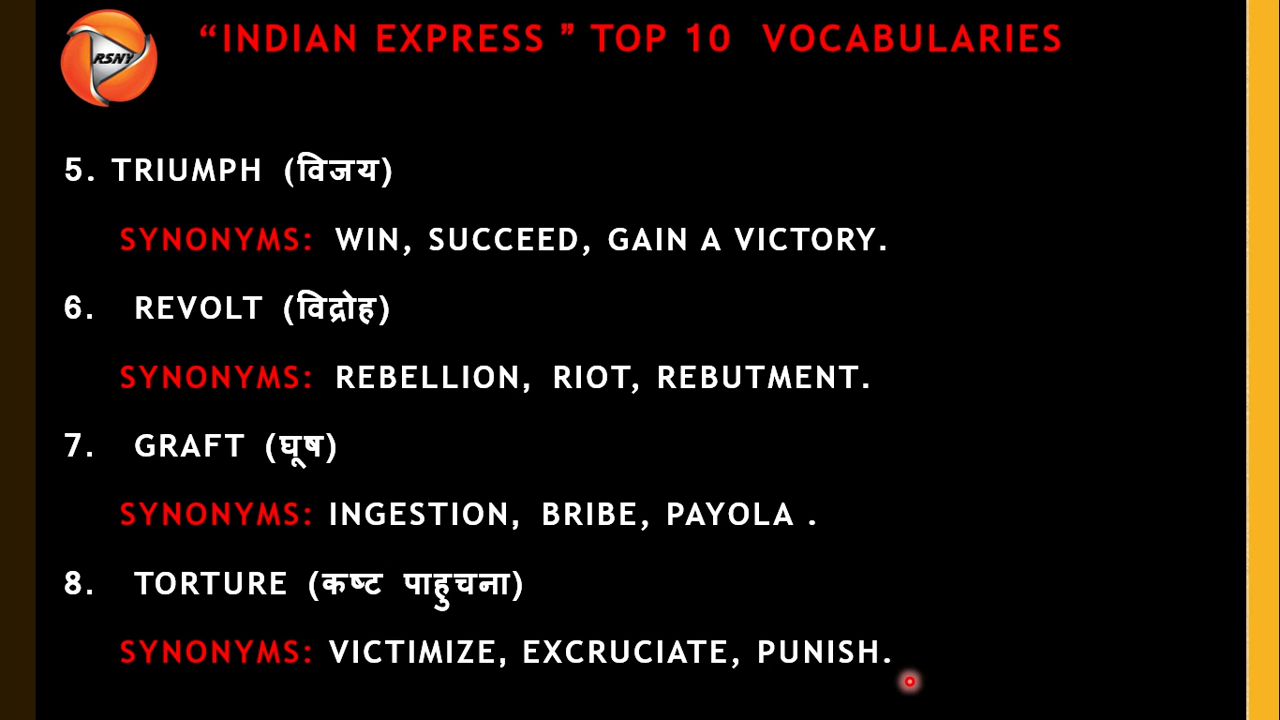 RSNY
“INDIAN EXPRESS ” TOP 10 VOCABULARIES
5. TRIUMPH (विजय)
SYNONYMS: WIN, SUCCEED, GAIN A VICTORY.
6. REVOLT (विद्रोह)
SYNONYMS: REBELLION, RIOT, REBUTMENT.
7. GRAFT (घूष)
SYNONYMS: INGESTION, BRIBE, PAYOLA .
8. TORTURE (कष्ट पाहुचना)
SYNONYMS: VICTIMIZE, EXCRUCIATE, PUNISH.